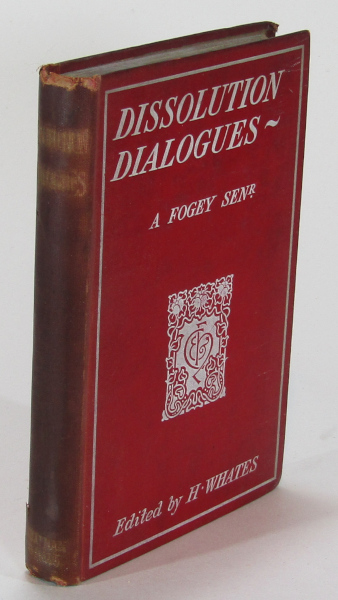 DISSOLUTION
DIALOGUES ~
A FOGEY SENR.
Edited by H. WHATES